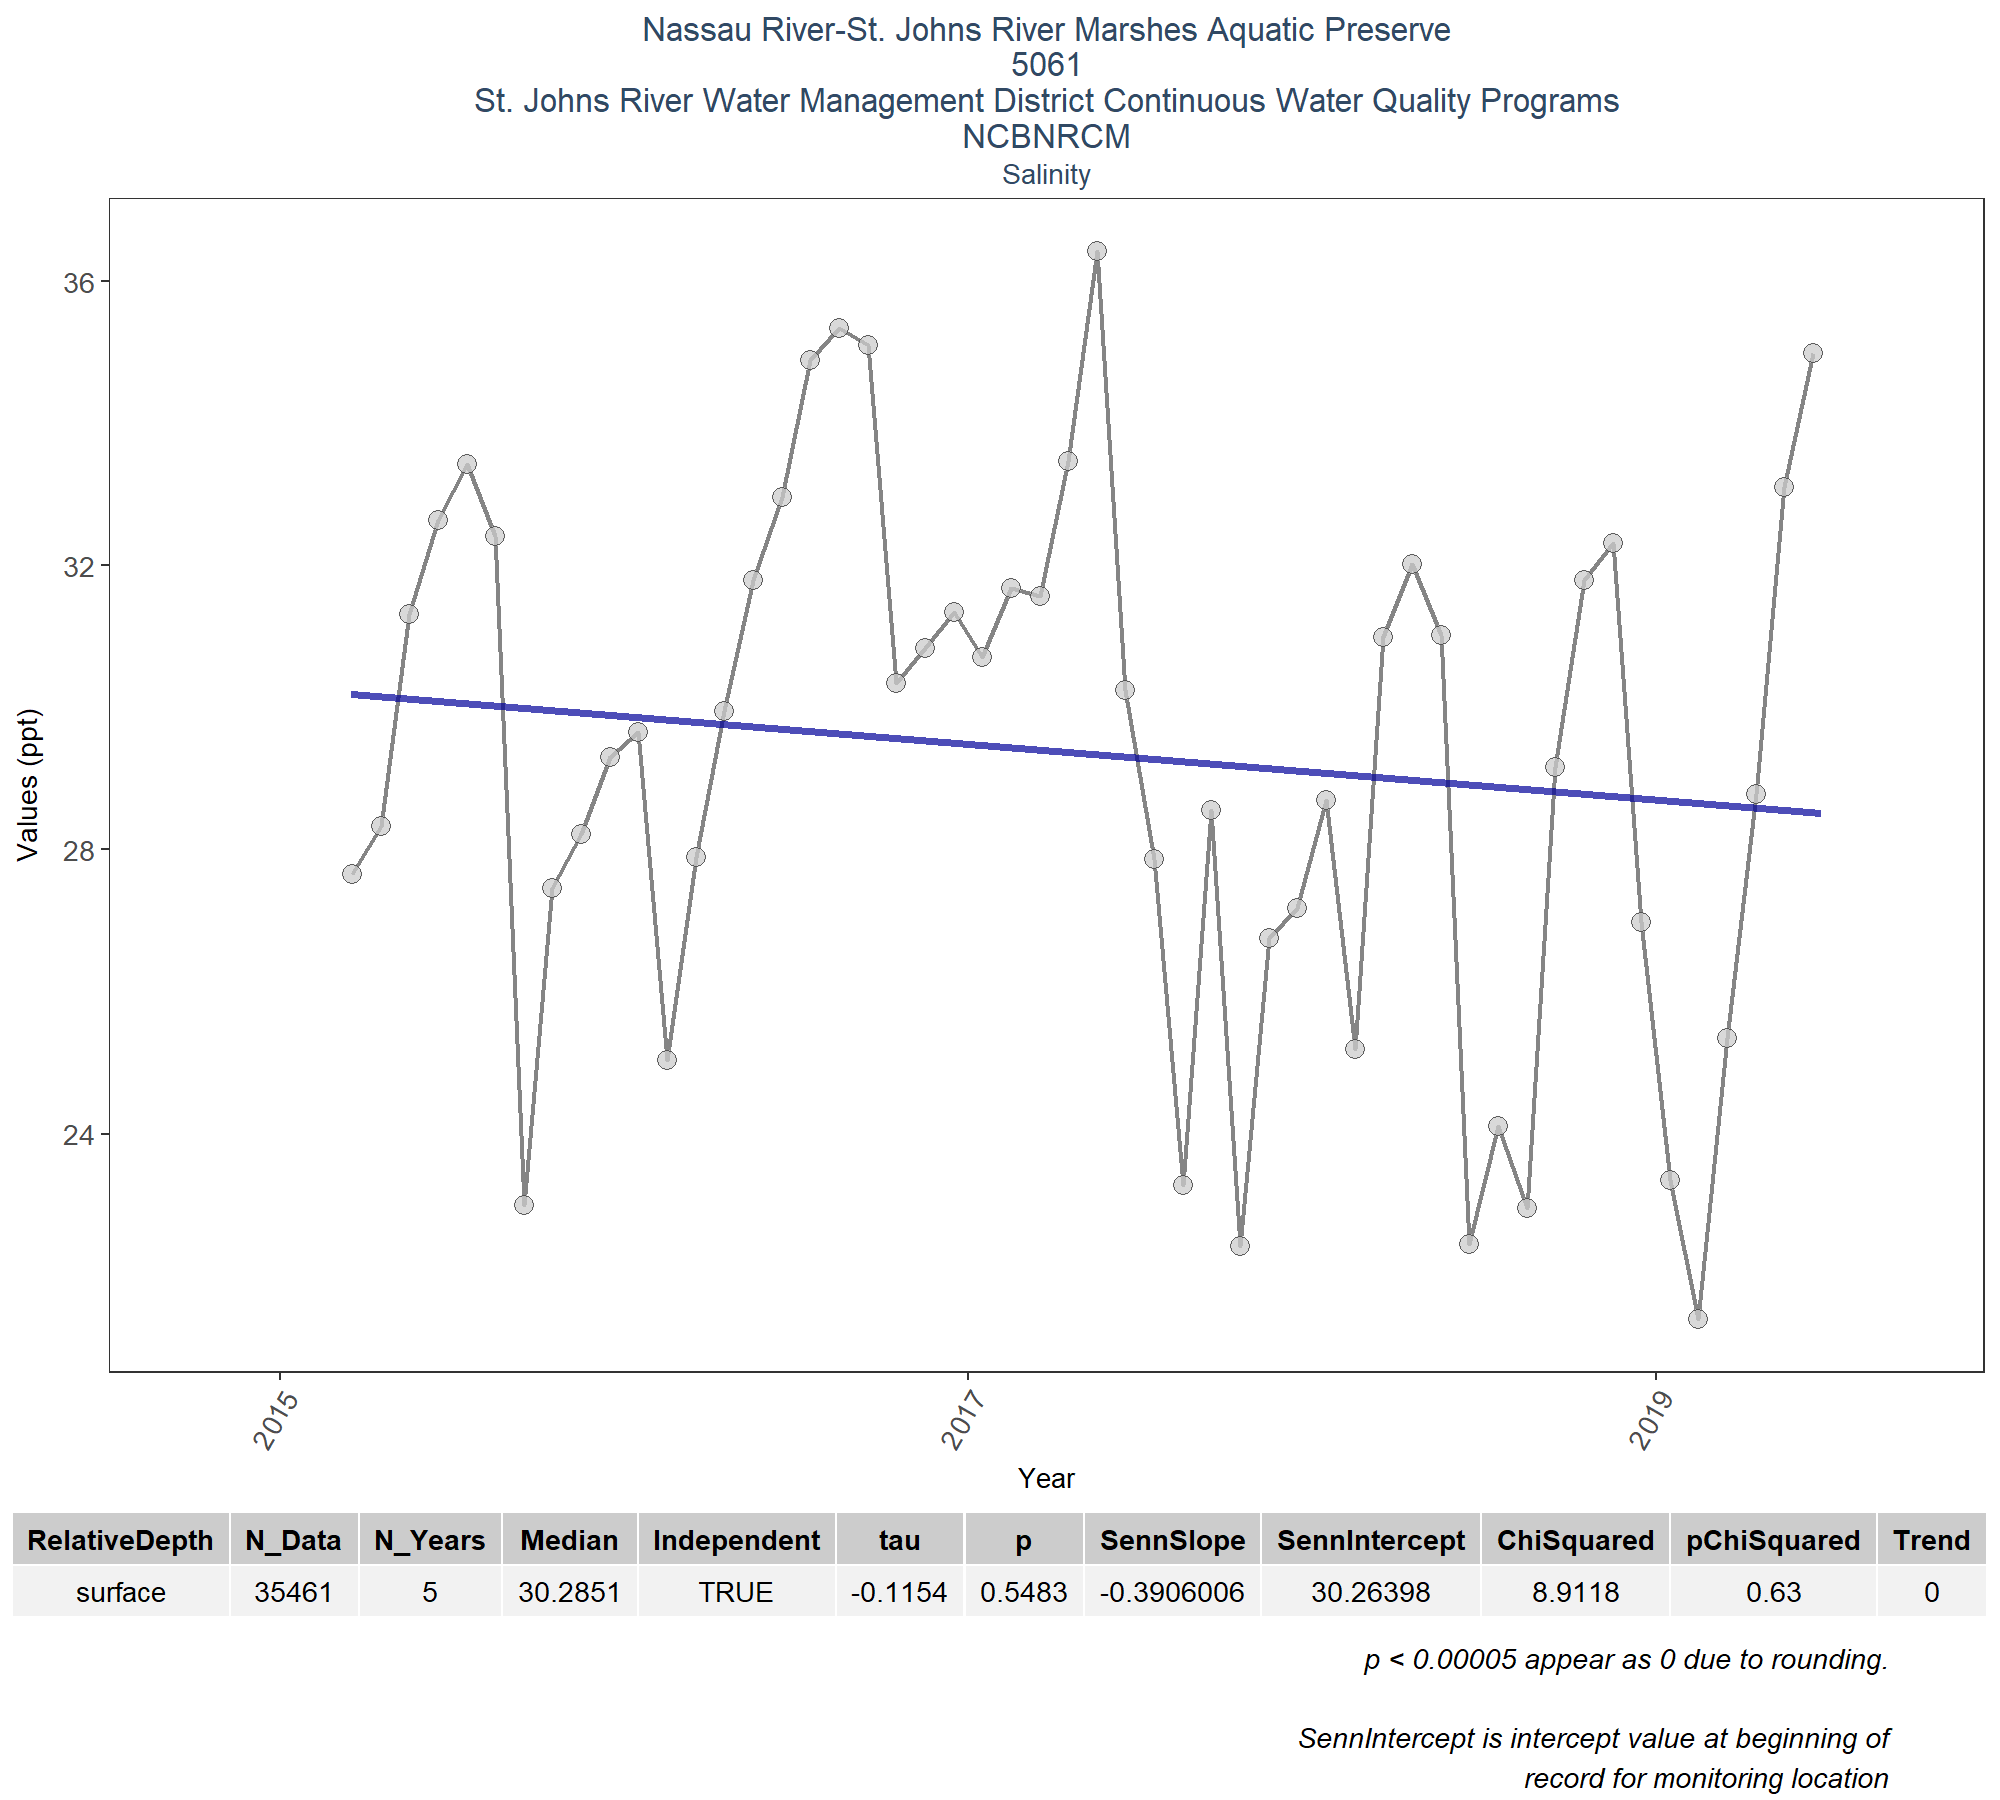 Nassau River-St. Johns River Marshes Aquatic Preserve
5061
St. Johns River Water Management District Continuous Water Quality Programs
NCBNRCM
Salinity
36
32
28
24
Values (ppt)
2015
2017
2019
Year
RelativeDepth N_Data N_Years Median Independent tau p SennSlope SennIntercept ChiSquared pChiSquared Trend
surface 35461 5 30.2851 TRUE -0.1154 0.5483 -0.3906006 30.26398 8.9118 0.63 0
p < 0.00005 appear as 0 due to rounding.
SennIntercept is intercept value at beginning of
record for monitoring location